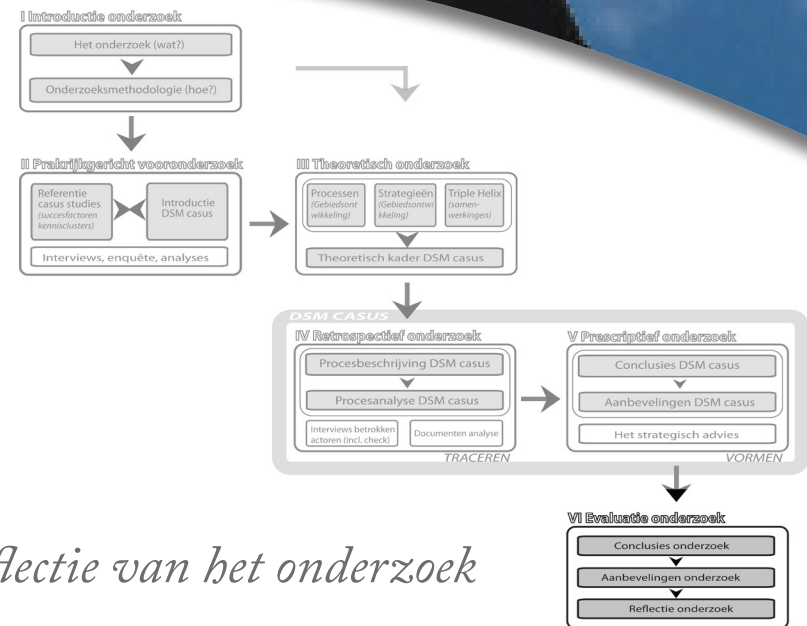 I Introductie onderzoek
Het onderzoek (wat?)
Onderzoeksmethodologie (hoe?)
II Prakrijkgericht vooronderzoek
Referentie
casus studies
(succesfactoren
kennisclusters)
Introductie
DSM casus
Interviews, enquête, analyses
III Theoretisch onderzoek
Processen
(Gebiedsont
wikkeling)
Strategieën
(Gebiedsontwi
kkeling)
Triple Helix
(samen-
werkingen)
Theoretisch kader DSM casus
DSM CASUS
IV Retrospectief onderzoek
Procesbeschrijving DSM casus
Procesanalyse DSM casus
Interviews betrokken
actoren (incl. check)
Documenten analyse
TRACEREN
V Prescriptief onderzoek
Conclusies DSM casus
Aanbevelingen DSM casus
Het strategisch advies
VORMEN
VI Evaluatie onderzoek
Conclusies onderzoek
Aanbevelingen onderzoek
Reflectie onderzoek
flectie van het onderzoek